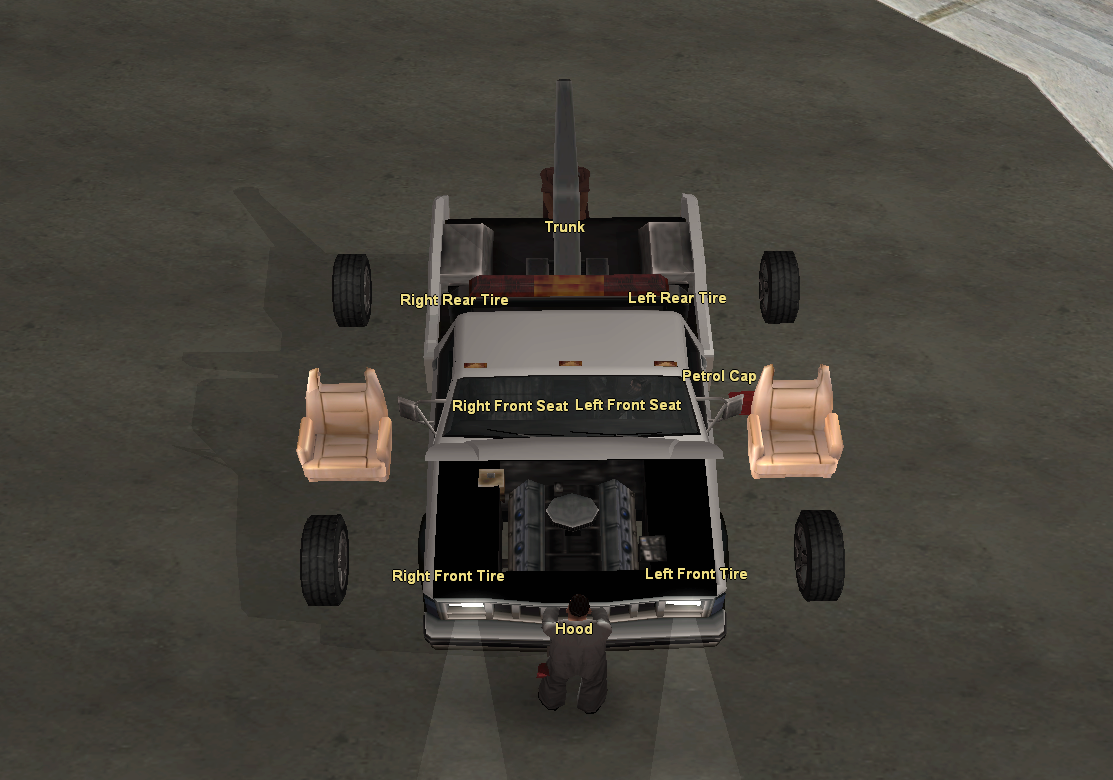 Trunk
Right Rear Tire
Left Rear Tire
Petrol Cap
Right Front Seat
Left Front Seat
Right Front Tire
Left Front Tire
Hood